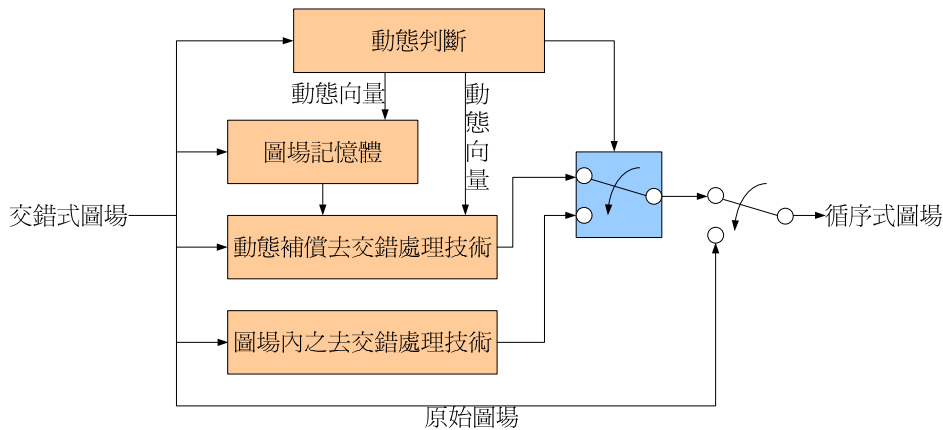 動態判斷
動態向量
動態向量
圖場記憶體
交錯式圖場
循序式圖場
動態補償去交錯處理技術
圖場內之去交錯處理技術
原始圖場